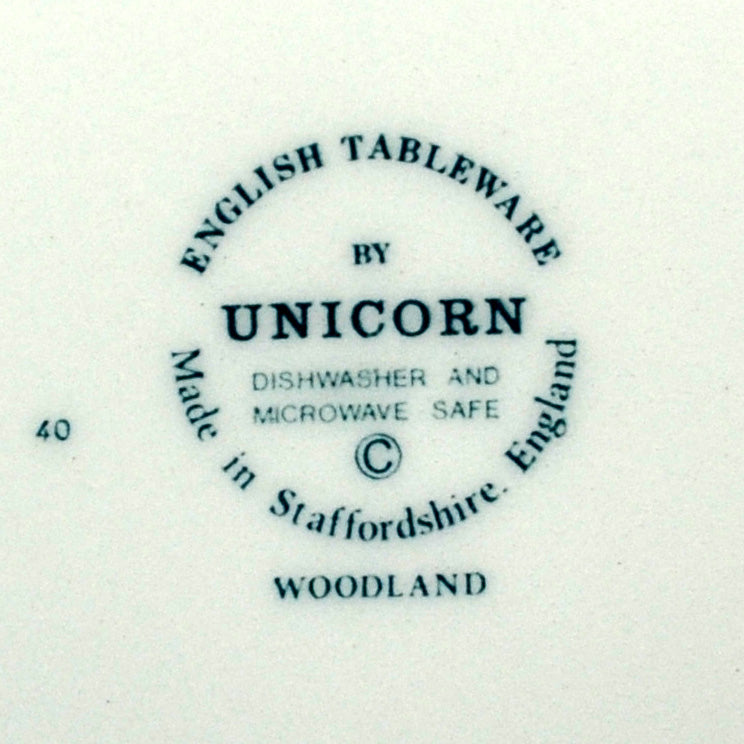 ENGLISH TABLEWARE
BY
UNICORN
DISHWASHER AND
MICROWAVE SAFE
©
Made in Staffordshire. England
WOODLAND
40